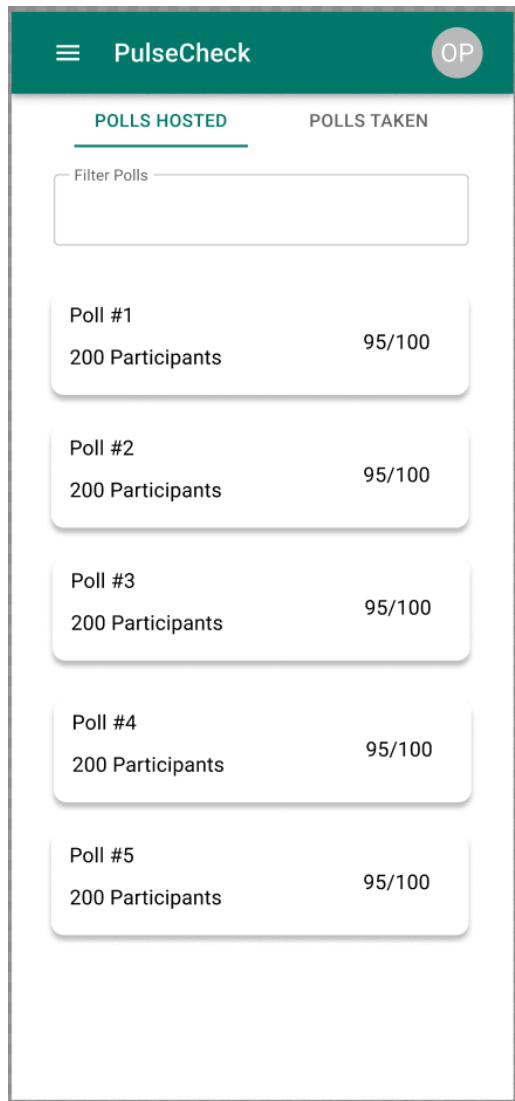 PulseCheck OP
POLLS HOSTED POLLS TAKEN
Filter Polls
Poll #1
200 Participants
95/100
Poll #2
200 Participants
95/100
Poll #3
200 Participants
95/100
Poll #4
200 Participants
95/100
Poll #5
200 Participants
95/100